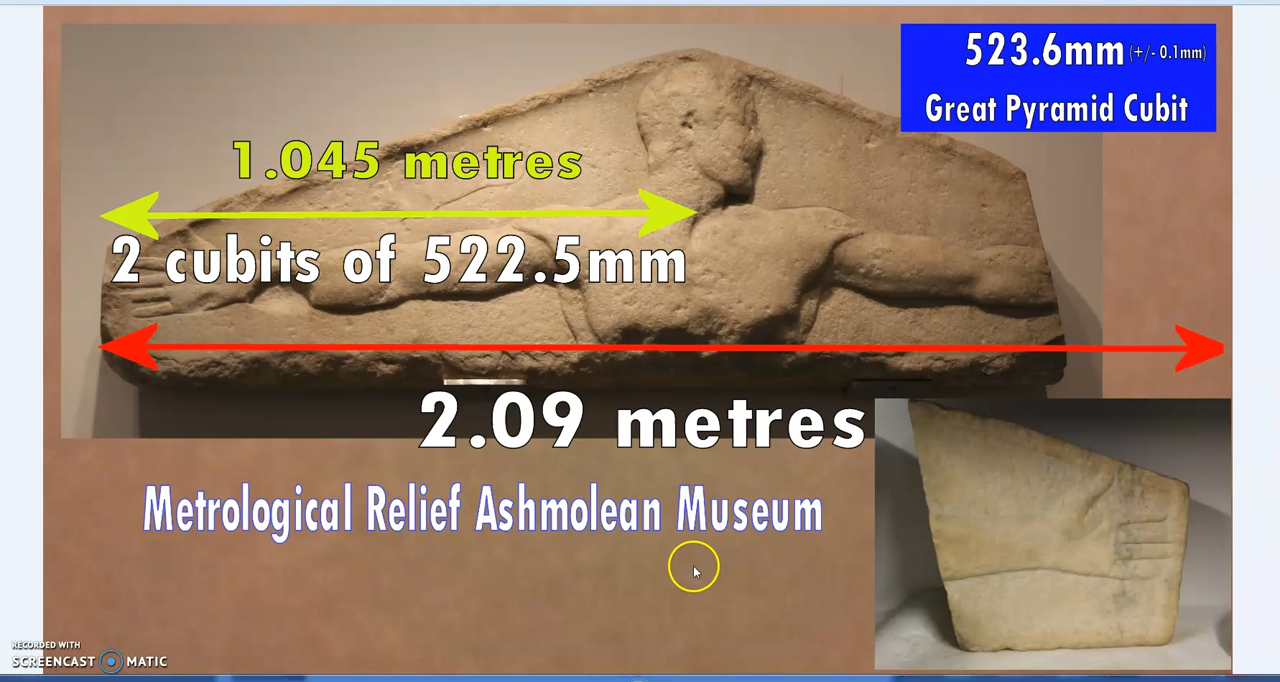 523.6mm (+/- 0.1mm)
Great Pyramid Cubit
1.045 metres
2 cubits of 522.5mm
2.09 metres
Metrological Relief Ashmolean Museum
RECORDED WITH
SCREENCAST MATIC